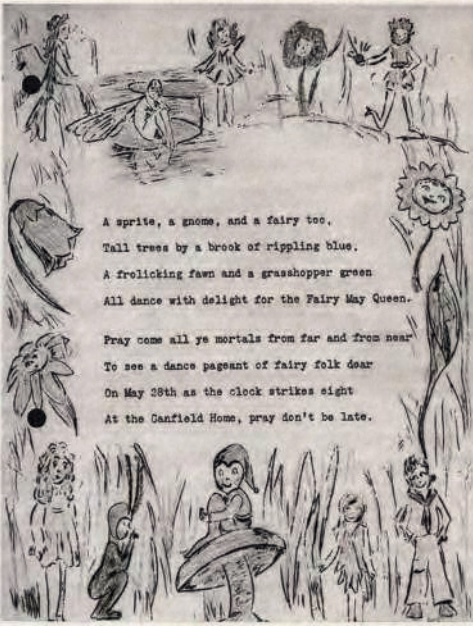 A sprite, a gnome, and a fairy too,
Tall trees by a brook of rippling blue,
A frolicking fawn and a grasshopper green
All dance with delight for the Fairy May Queen.
Pray come all ye mortals from far and from near
To see a dance pageant of fairy folk dear
On May 28th as the clock strikes eight
At the Canfield Home, pray don't be late.